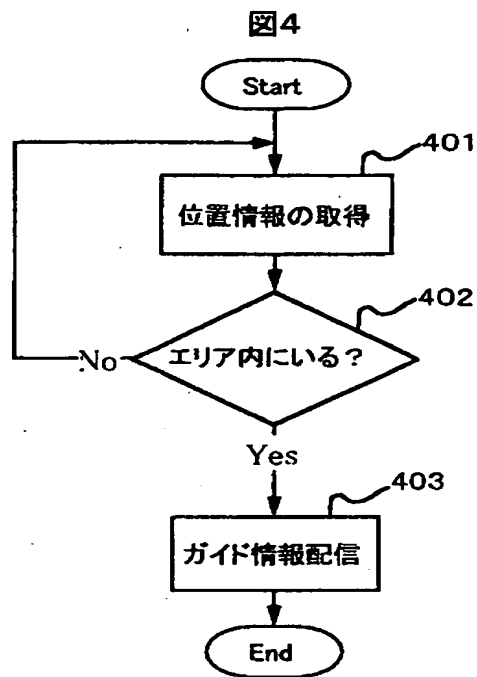 図4
Start
401
位置情報の取得
402
エリア内にいる？
No
Yes
403
ガイド情報配信
End